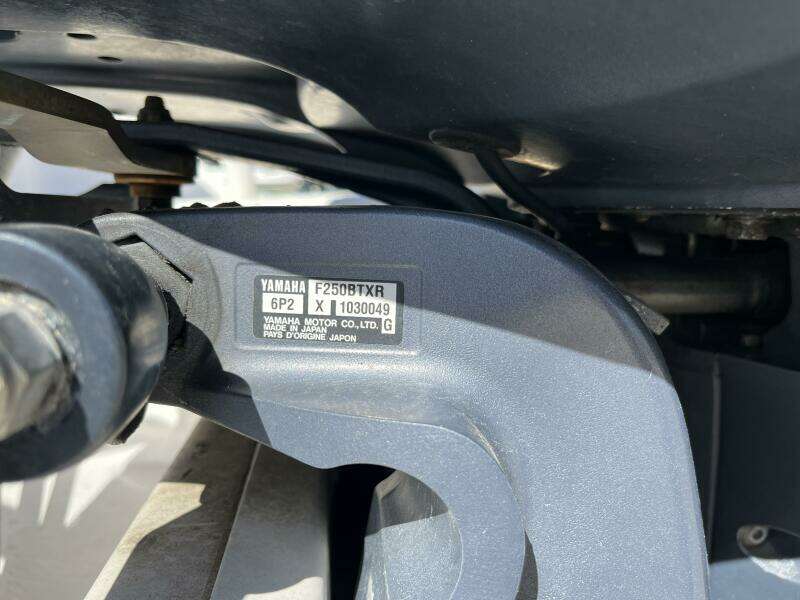 YAMAHA F250BTXR
6P2 X 1030049
YAMAHA MOTOR CO.,LTD. G
MADE IN JAPAN
PAYS D'ORIGINE JAPON